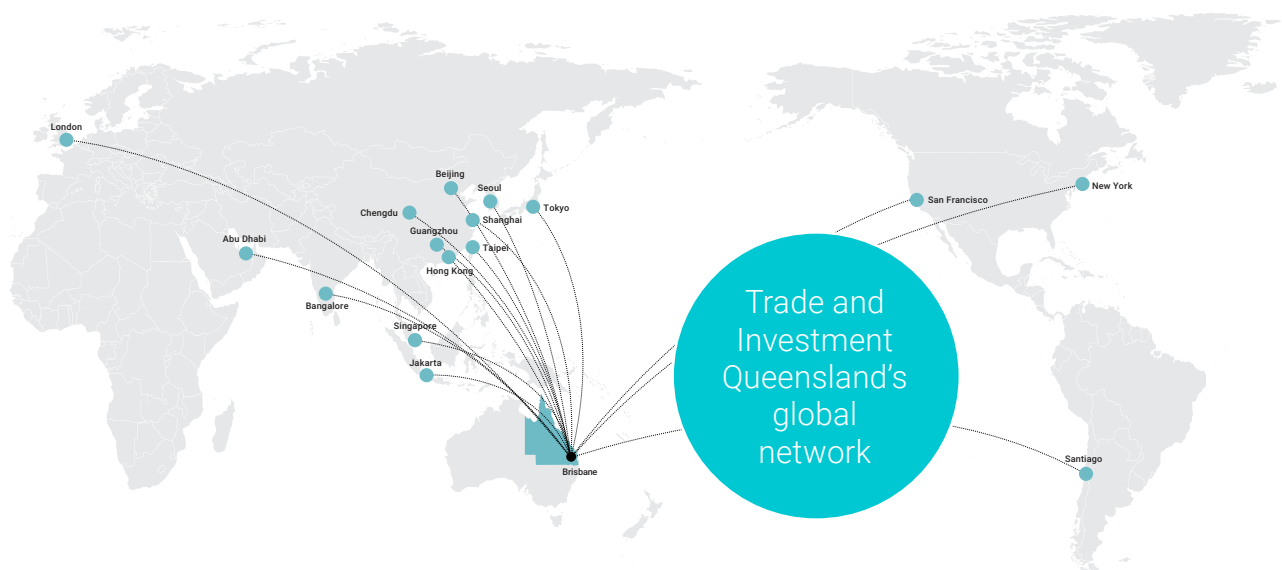 London
Beijing
Seoul
Tokyo
Chengdu
Shanghai
Guangzhou
Taipei
Hong Kong
Abu Dhabi
Bangalore
Singapore
Jakarta
Brisbane
New York
San Francisco
Trade and
Investment
Queensland’s
global
network
Santiago